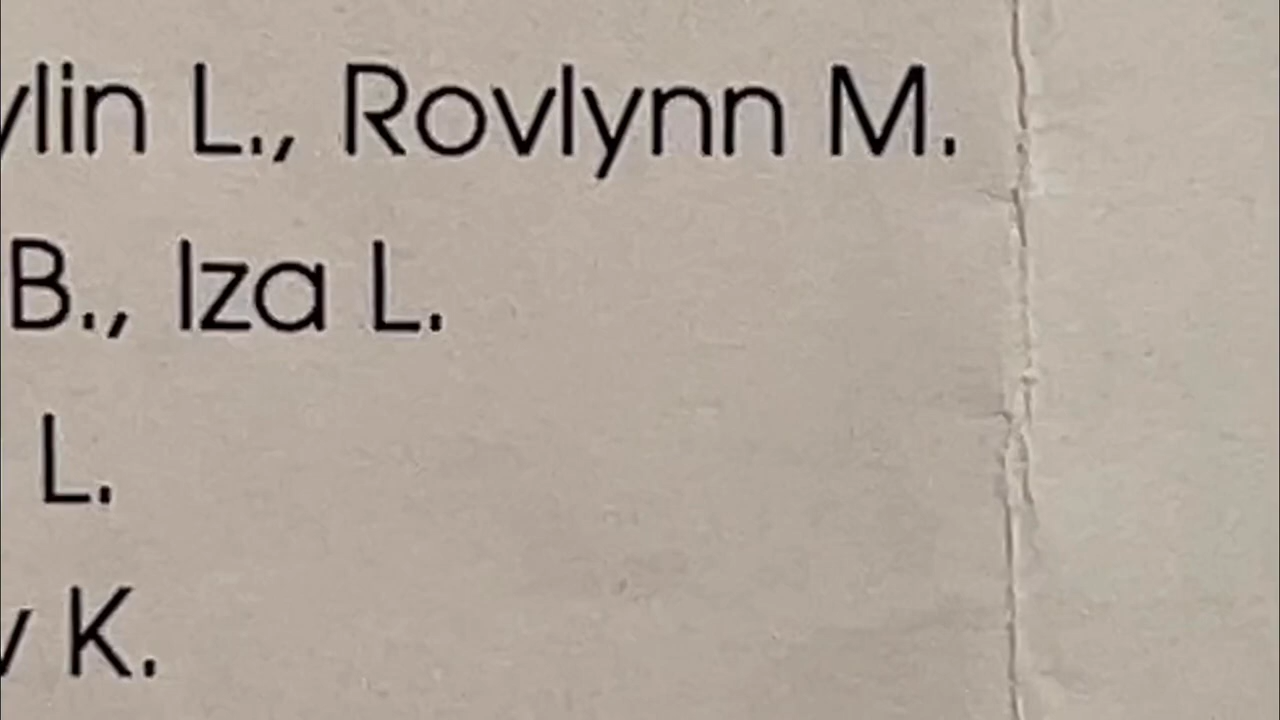 ylin L., Rovlynn M.
B., Iza L.
L.
K.